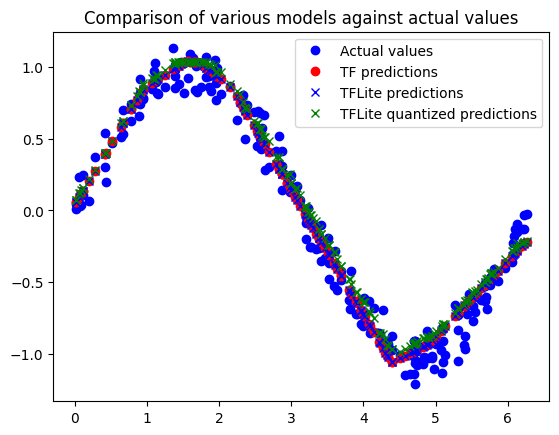 Comparison of various models against actual values
Actual values
TF predictions
TFLite predictions
TFLite quantized predictions
1.0
0.5
0.0
−0.5
−1.0
0 1 2 3 4 5 6